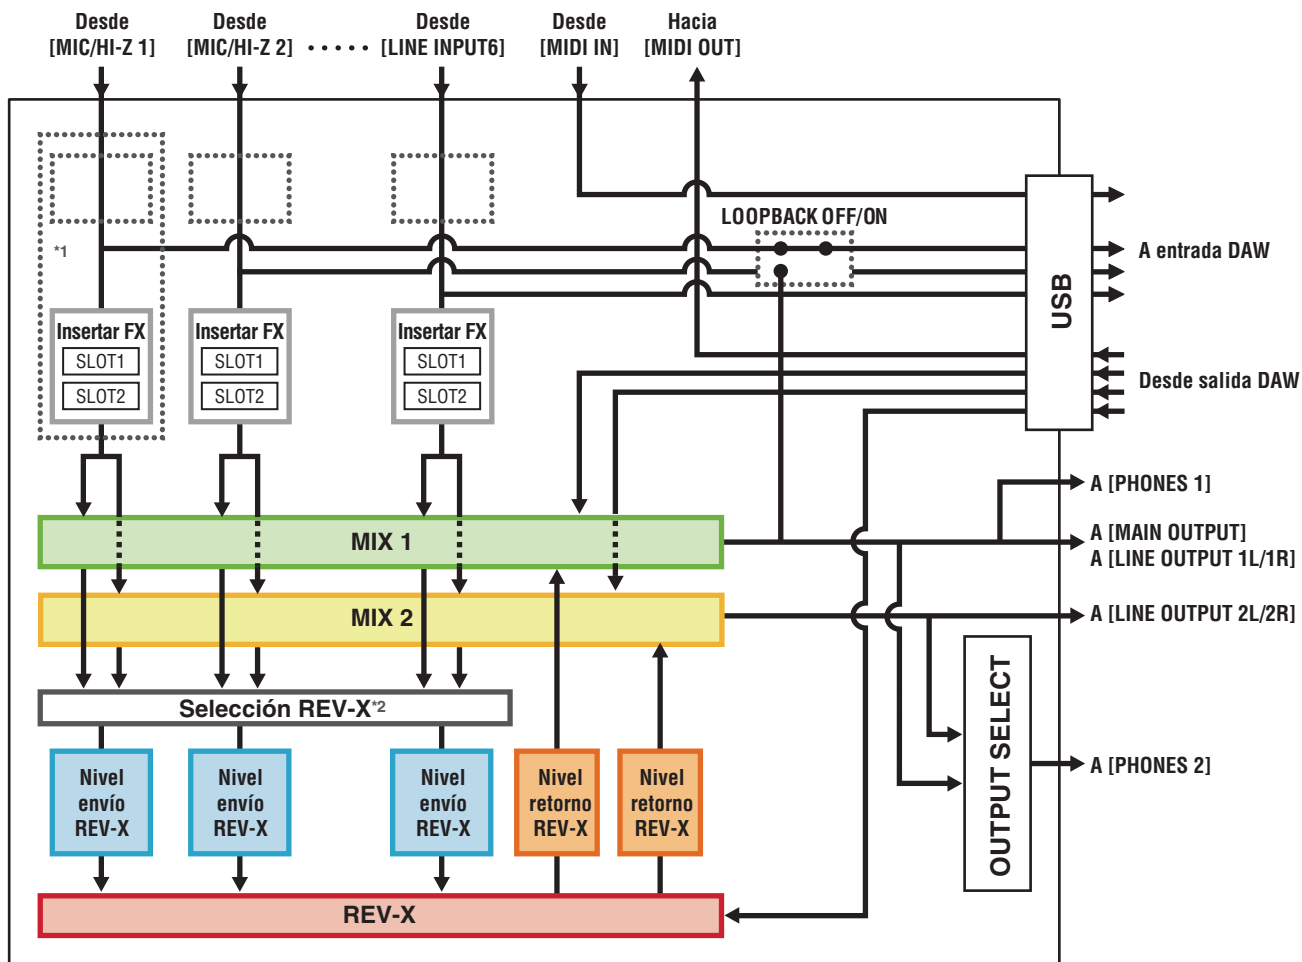 Desde
[MIC/HI-Z 1]
Desde
[MIC/HI-Z 2]
Desde
[LINE INPUT6]
Desde
[MIDI IN]
Hacia
[MIDI OUT]
LOOPBACK OFF/ON
*1
A entrada DAW
USB
Insertar FX
SLOT1
SLOT2
Insertar FX
SLOT1
SLOT2
Insertar FX
SLOT1
SLOT2
Desde salida DAW
A [PHONES 1]
MIX 1
A [MAIN OUTPUT]
A [LINE OUTPUT 1L/1R]
MIX 2
A [LINE OUTPUT 2L/2R]
Selección REV-X*2
OUTPUT SELECT
A [PHONES 2]
Nivel
envío
REV-X
Nivel
envío
REV-X
Nivel
envío
REV-X
Nivel
retorno
REV-X
Nivel
retorno
REV-X
REV-X